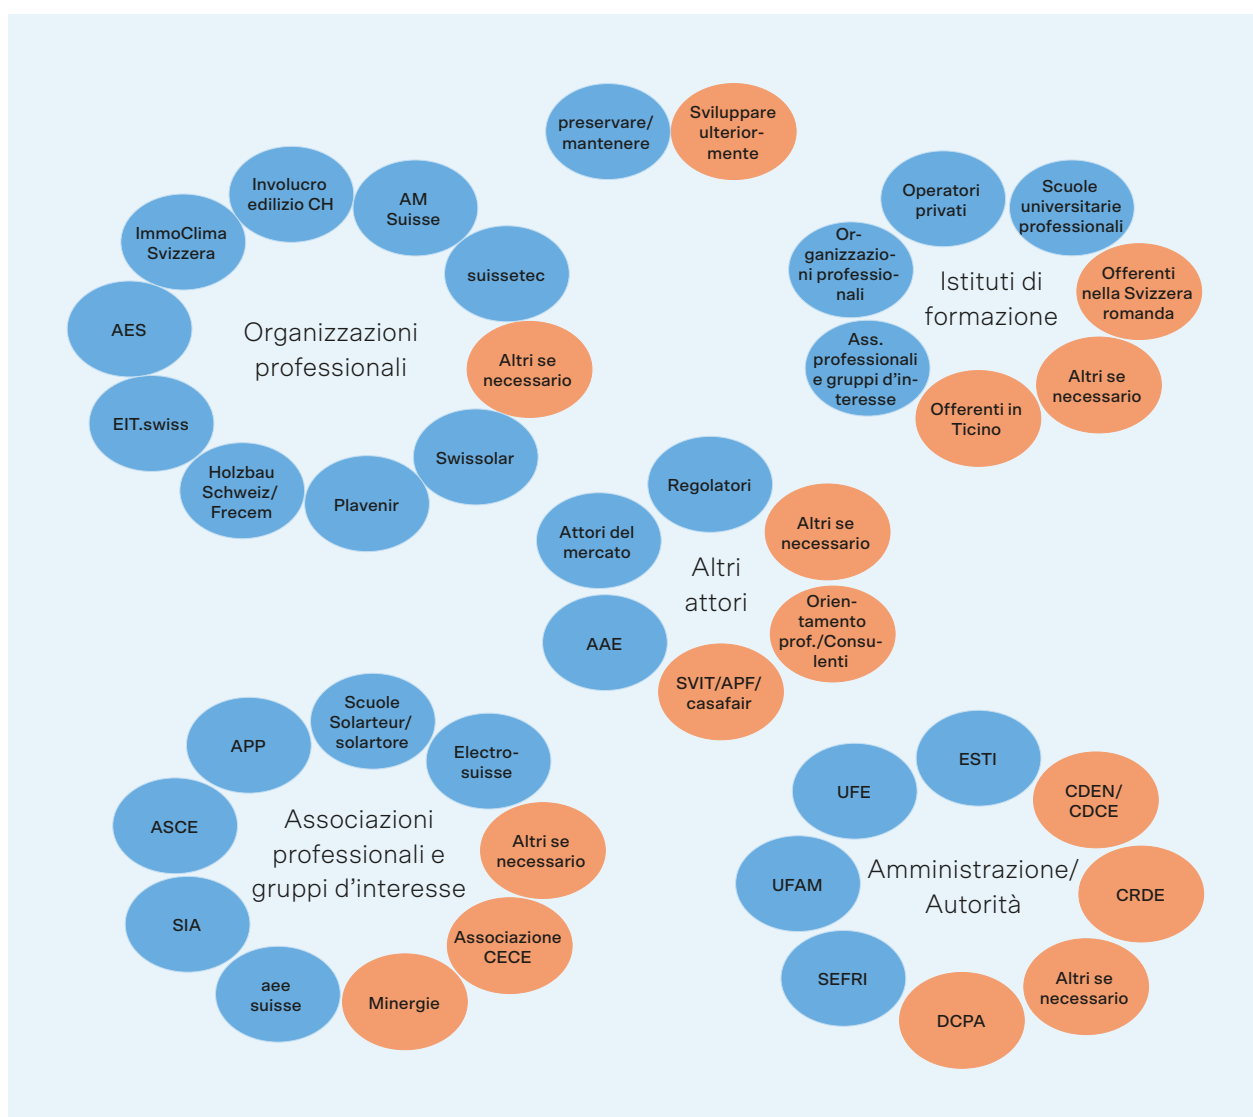 preservare/
mantenere
Sviluppare
ulterior-
mente
Involucro
edilizio CH
AM
Suisse
ImmoClima
Svizzera
suissetec
AES
Organizzazioni
professionali
Altri se
necessario
EIT.swiss
Swissolar
Holzbau
Schweiz/
Frecem
Plavenir
Operatori
privati
Scuole
universitarie
professionali
Or-
ganizzazio-
ni professio-
nali
Istituti di
formazione
Offerenti
nella Svizzera
romanda
Ass.
professionali
e gruppi d’in-
teresse
Altri se
necessario
Offerenti in
Ticino
Regolatori
Attori del
mercato
Altri se
necessario
Altri
attori
AAE
Orien-
tamento
prof./Consu-
lenti
SVIT/APF/
casafair
Scuole
Solarteur/
solartore
APP
Electro-
suisse
ASCE
Associazioni
professionali e
gruppi d’interesse
Altri se
necessario
SIA
Associazione
CECE
aee
suisse
Minergie
ESTI
UFE
CDEN/
CDCE
UFAM
Amministrazione/
Autorità
CRDE
SEFRI
Altri se
necessario
DCPA